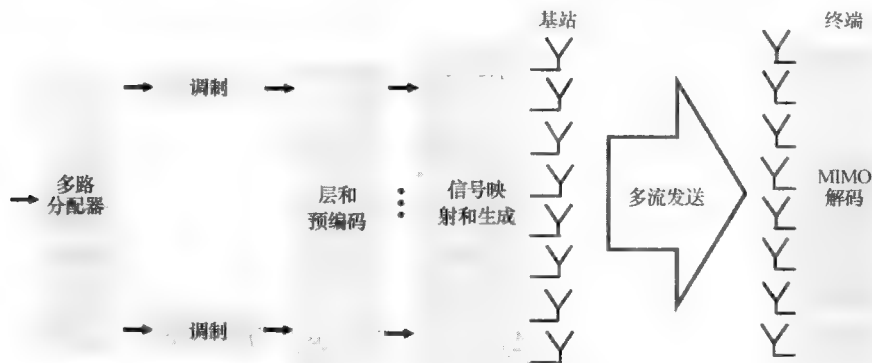 基站
终端
调制
多路
分配器
层和
预编码
信号映
射和生成
多流发送
MIMO
解码
调制